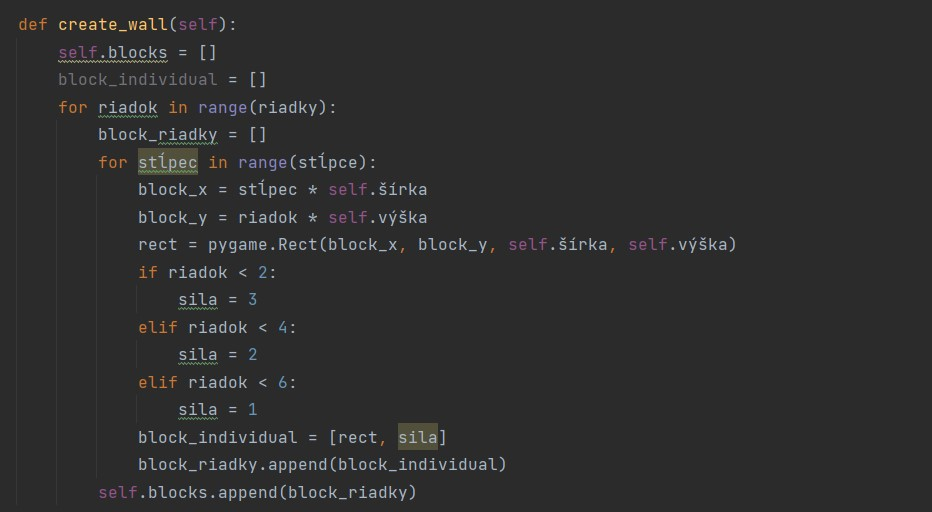 def create_wall(self):
    self.blocks = []
    block_individual = []
    for riadok in range(riadky):
        block_riadky = []
        for stĺpec in range(stĺpce):
            block_x = stĺpec * self.šírka
            block_y = riadok * self.výška
            rect = pygame.Rect(block_x, block_y, self.šírka, self.výška)
            if riadok < 2:
                sila = 3
            elif riadok < 4:
                sila = 2
            elif riadok < 6:
                sila = 1
            block_individual = [rect, sila]
            block_riadky.append(block_individual)
        self.blocks.append(block_riadky)